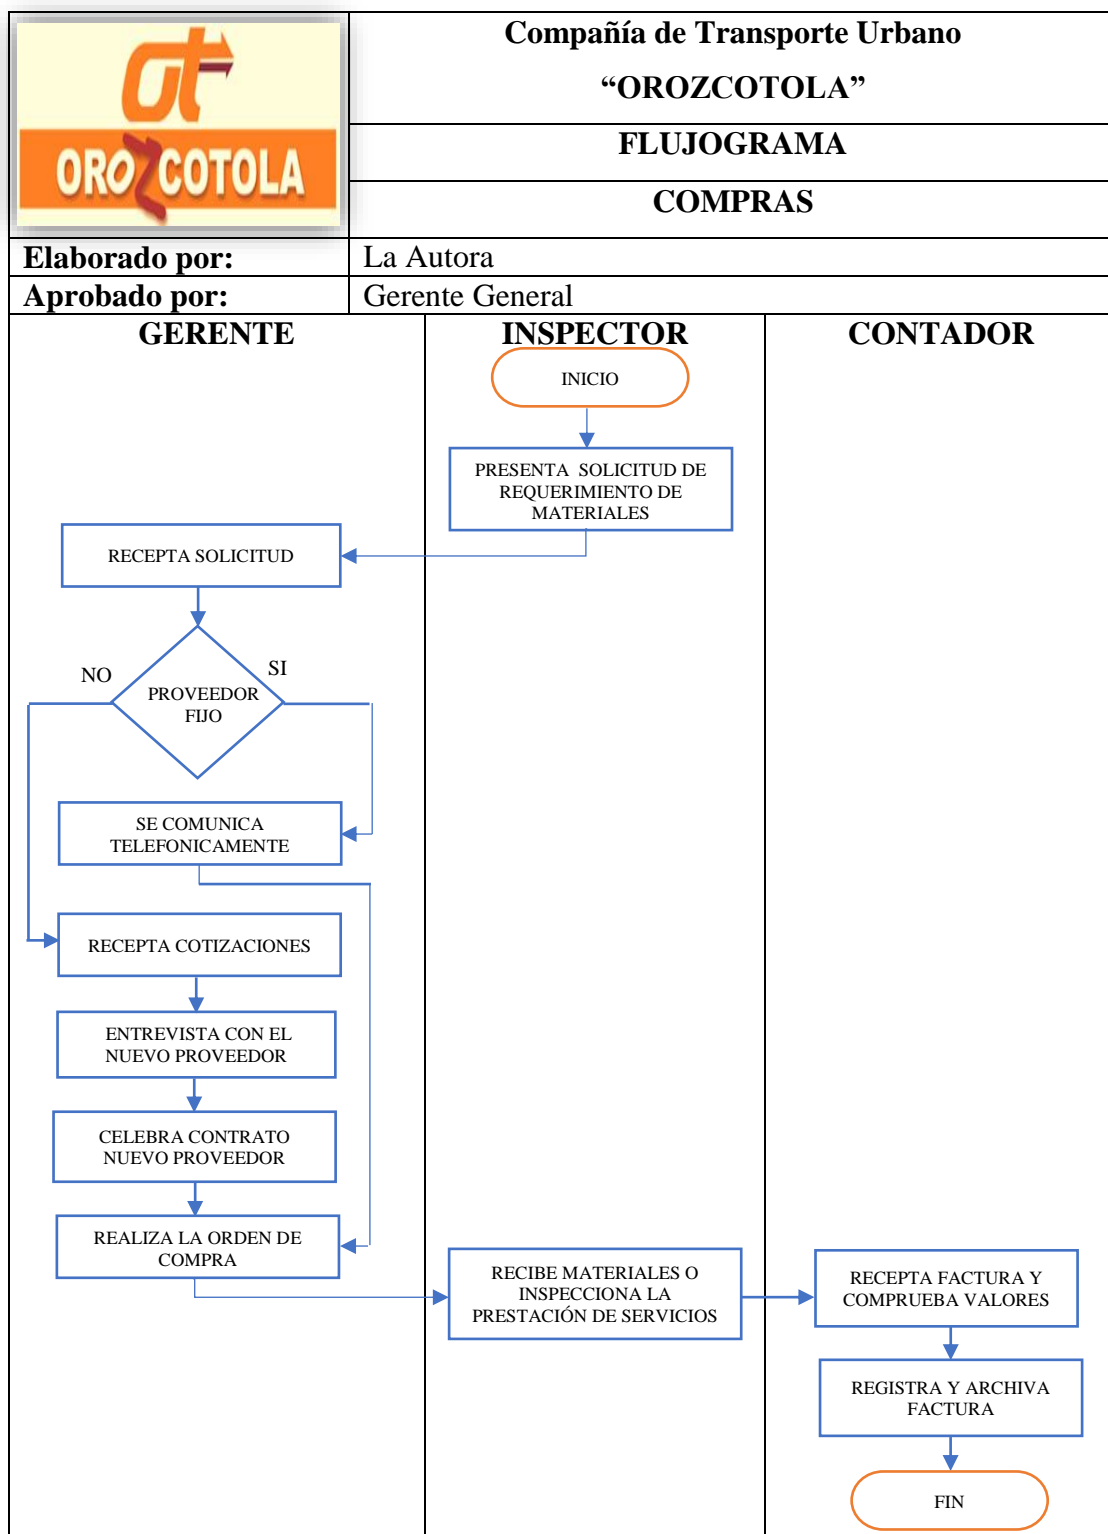 Compañía de Transporte Urbano
“OROZCOTOLA”
FLUJOGRAMA
COMPRAS
ot
OROZCOTOLA
Elaborado por: La Autora
Aprobado por: Gerente General
GERENTE INSPECTOR CONTADOR
INICIO
PRESENTA SOLICITUD DE
REQUERIMIENTO DE
MATERIALES
RECEPTA SOLICITUD
NO
SI
PROVEEDOR
FIJO
SE COMUNICA
TELEFONICAMENTE
RECEPTA COTIZACIONES
ENTREVISTA CON EL
NUEVO PROVEEDOR
CELEBRA CONTRATO
NUEVO PROVEEDOR
REALIZA LA ORDEN DE
COMPRA
RECIBE MATERIALES O
INSPECCIONA LA
PRESTACIÓN DE SERVICIOS
RECEPTA FACTURA Y
COMPRUEBA VALORES
REGISTRA Y ARCHIVA
FACTURA
FIN